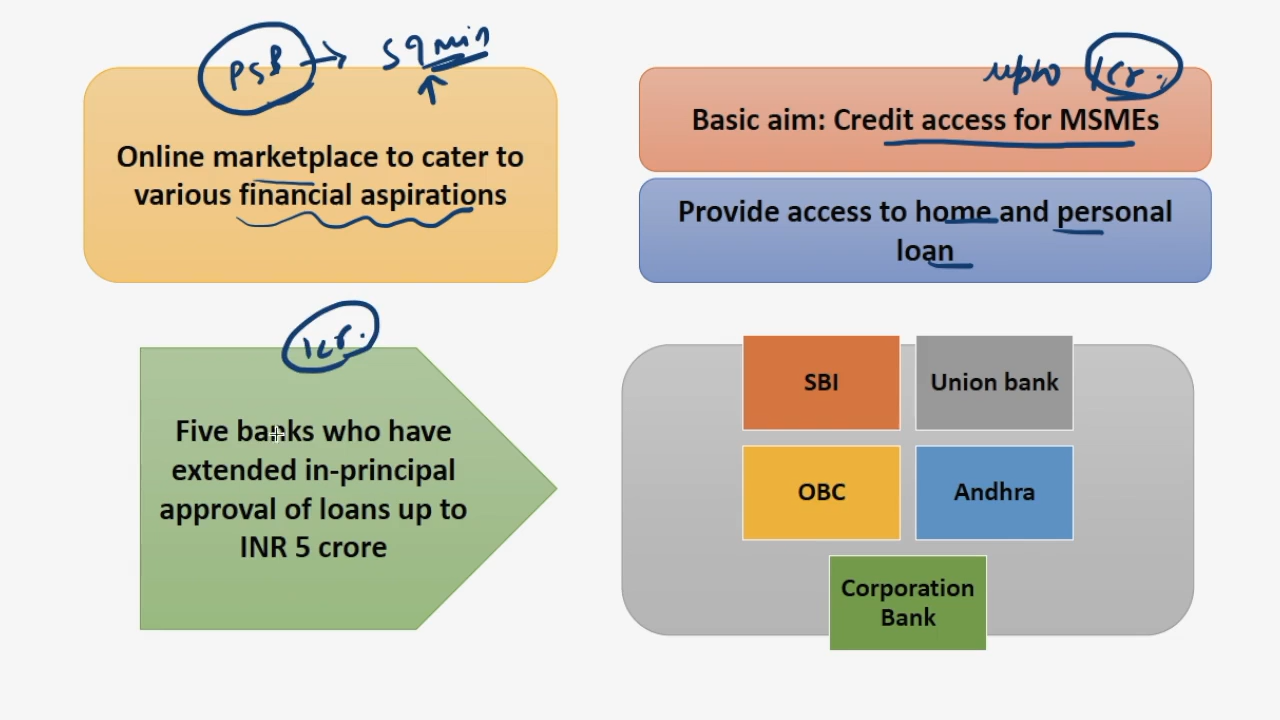 PSB → 59 min
upto 1cr.
Online marketplace to cater to
various financial aspirations
Basic aim: Credit access for MSMEs
Provide access to home and personal
loan
1cr.
Five banks who have
extended in-principal
approval of loans up to
INR 5 crore
SBI
Union bank
OBC
Andhra
Corporation
Bank